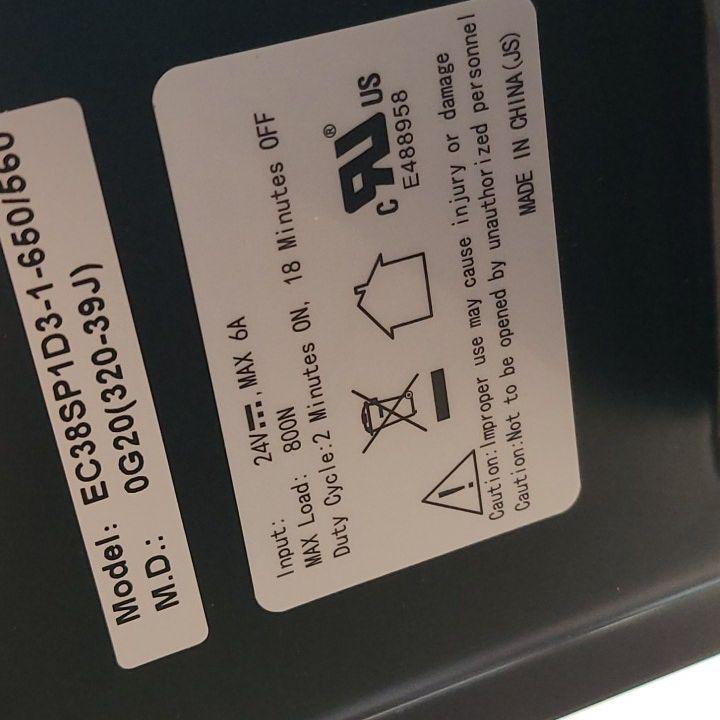 Model: EC38SP1D3-1-650/560
M.D.: 0G20(320-39J)
Input: 24V⎓, MAX 6A
MAX Load: 800N
Duty Cycle:2 Minutes ON, 18 Minutes OFF
c RU ® US
E488958
Caution:Improper use may cause injury or damage
Caution:Not to be opened by unauthorized personnel
MADE IN CHINA(JS)